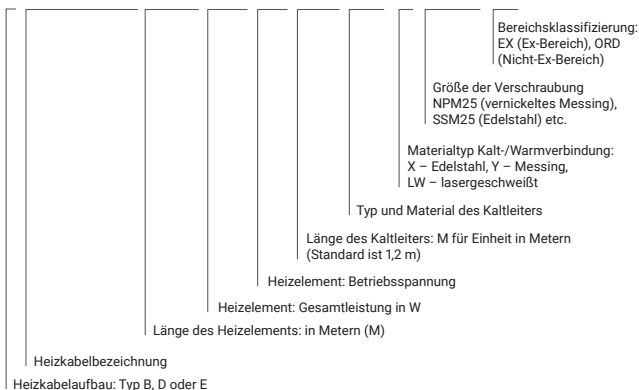 Bereichsklassifizierung:
EX (Ex-Bereich), ORD
(Nicht-Ex-Bereich)
Größe der Verschraubung
NPM25 (vernickeltes Messing),
SSM25 (Edelstahl) etc.
Materialtyp Kalt-/Warmverbindung:
X – Edelstahl, Y – Messing,
LW – lasergeschweißt
Typ und Material des Kaltleiters
Länge des Kaltleiters: M für Einheit in Metern
(Standard ist 1,2 m)
Heizelement: Betriebsspannung
Heizelement: Gesamtleistung in W
Länge des Heizelements: in Metern (M)
Heizkabelbezeichnung
Heizkabelaufbau: Typ B, D oder E